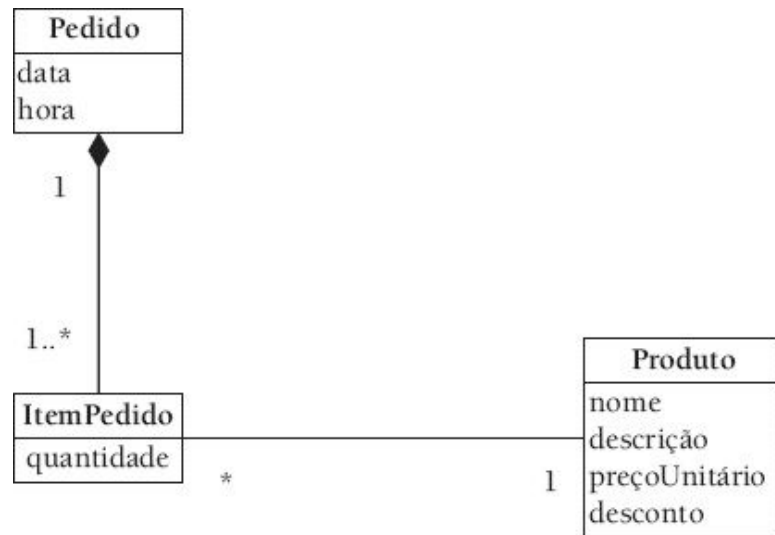 Pedido
data
hora
1
1..*
ItemPedido
quantidade
*
1
Produto
nome
descrição
preçoUnitário
desconto